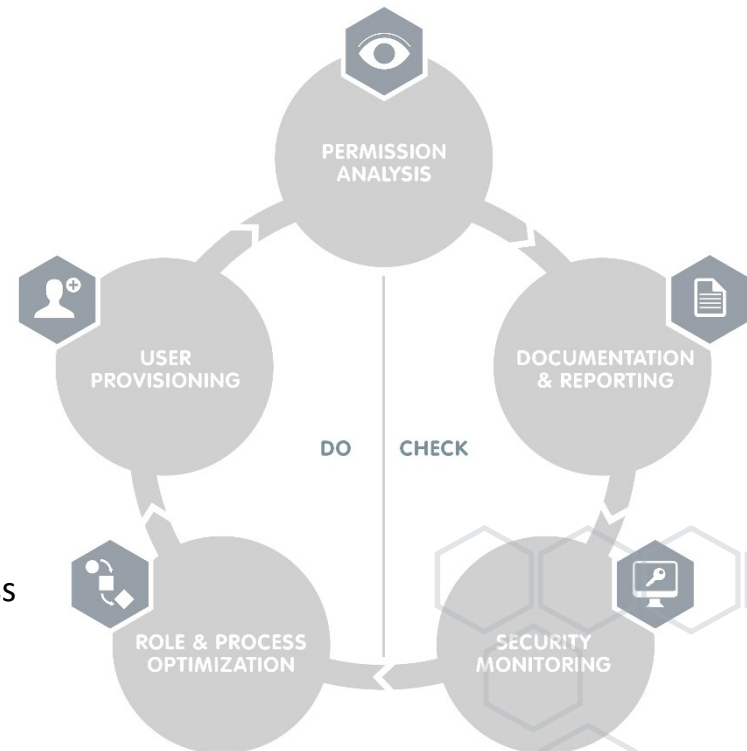 PERMISSION
ANALYSIS
USER
PROVISIONING
DOCUMENTATION
& REPORTING
DO
CHECK
ROLE & PROCESS
OPTIMIZATION
SECURITY
MONITORING